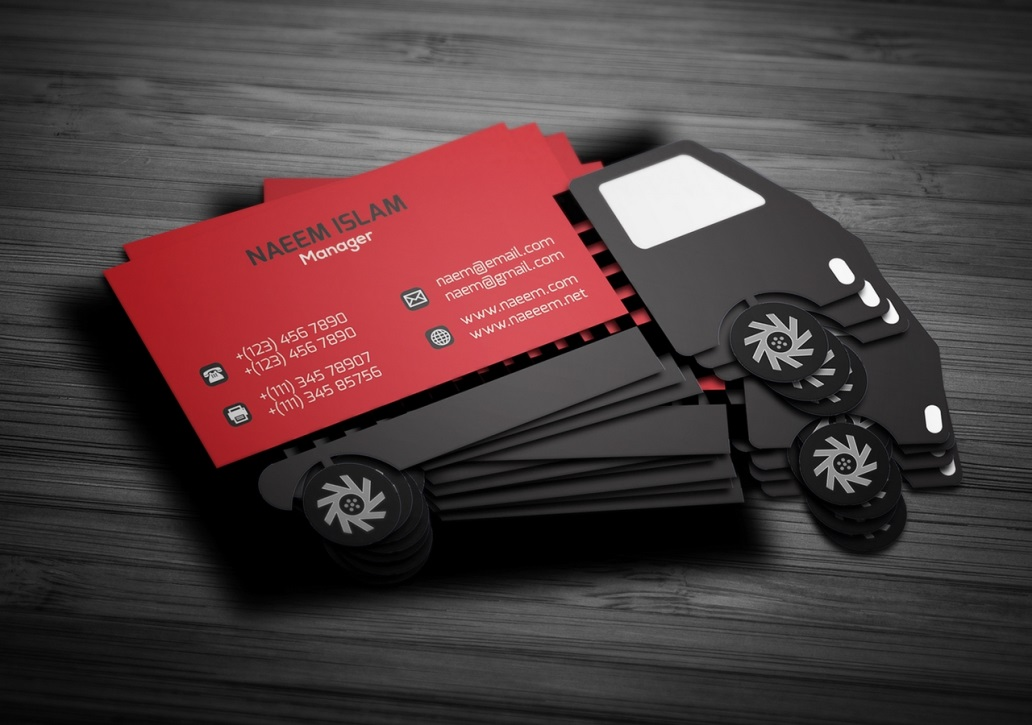 NAEEM ISLAM
Manager
+(123) 456 7890
+(123) 456 7890
+(111) 345 78907
+(111) 345 85756
naem@email.com
naem@gmail.com
www.naeem.com
www.naeeem.net